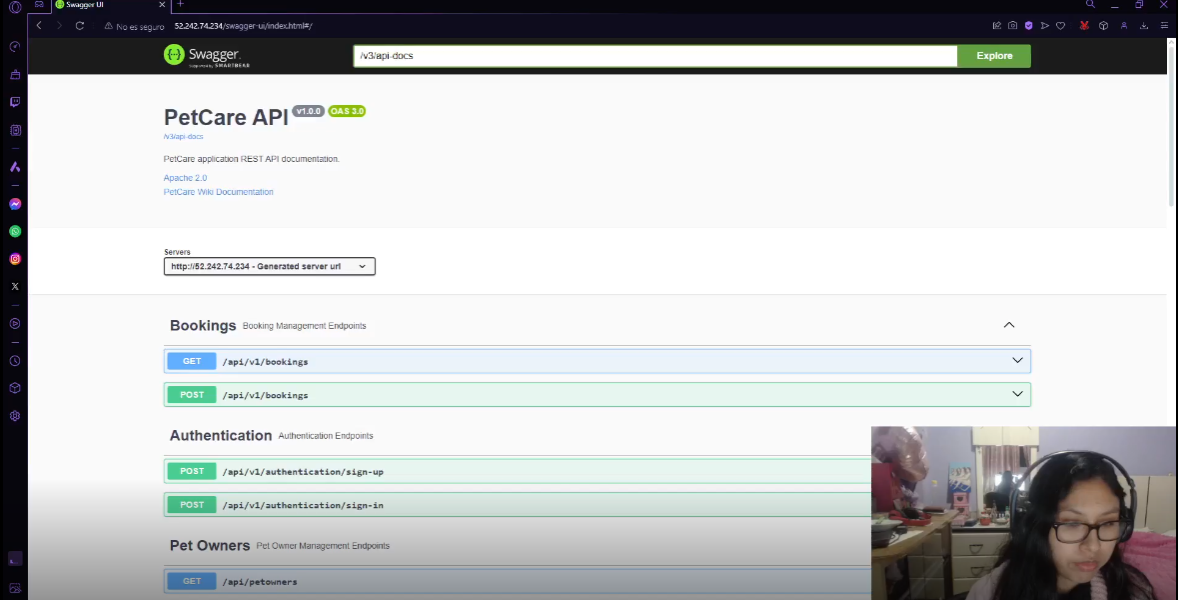 Swagger UI
No es seguro
52.242.74.234/swagger-ui/index.html#/
Swagger.
Supported by SMARTBEAR
/v3/api-docs
Explore
PetCare API v1.0.0 OAS 3.0
/v3/api-docs
PetCare application REST API documentation.
Apache 2.0
PetCare Wiki Documentation
Servers
http://52.242.74.234 - Generated server url
Bookings Booking Management Endpoints
GET /api/v1/bookings
POST /api/v1/bookings
Authentication Authentication Endpoints
POST /api/v1/authentication/sign-up
POST /api/v1/authentication/sign-in
Pet Owners Pet Owner Management Endpoints
GET /api/petowners